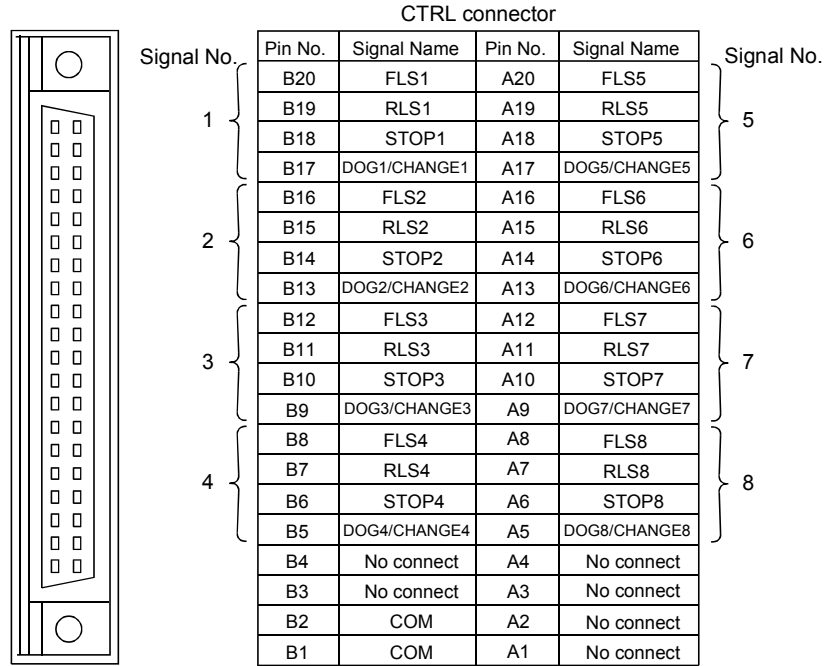 CTRL connector
Signal No. Pin No. Signal Name Pin No. Signal Name Signal No.
B20 FLS1 A20 FLS5
B19 RLS1 A19 RLS5
1 5
B18 STOP1 A18 STOP5
B17 DOG1/CHANGE1 A17 DOG5/CHANGE5
B16 FLS2 A16 FLS6
B15 RLS2 A15 RLS6
2 6
B14 STOP2 A14 STOP6
B13 DOG2/CHANGE2 A13 DOG6/CHANGE6
B12 FLS3 A12 FLS7
B11 RLS3 A11 RLS7
3 7
B10 STOP3 A10 STOP7
B9 DOG3/CHANGE3 A9 DOG7/CHANGE7
B8 FLS4 A8 FLS8
B7 RLS4 A7 RLS8
4 8
B6 STOP4 A6 STOP8
B5 DOG4/CHANGE4 A5 DOG8/CHANGE8
B4 No connect A4 No connect
B3 No connect A3 No connect
B2 COM A2 No connect
B1 COM A1 No connect